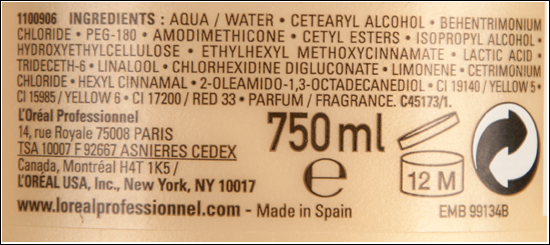 1100906 INGREDIENTS : AQUA / WATER • CETEARYL ALCOHOL • BEHENTRIMONIUM
CHLORIDE • PEG-180 • AMODIMETHICONE • CETYL ESTERS • ISOPROPYL ALCOHOL •
HYDROXYETHYLCELLULOSE • ETHYLHEXYL METHOXYCINNAMATE • LACTIC ACID •
TRIDECETH-6 • LINALOOL • CHLORHEXIDINE DIGLUCONATE • LIMONENE • CETRIMONIUM
CHLORIDE • HEXYL CINNAMAL • 2-OLEAMIDO-1,3-OCTADECANEDIOL • CI 19140 / YELLOW 5 •
CI 15985 / YELLOW 6 • CI 17200 / RED 33 • PARFUM / FRAGRANCE. C45173/1.
L'Oréal Professionnel
14, rue Royale 75008 PARIS
TSA 10007 F 92667 ASNIERES CEDEX
Canada, Montréal H4T 1K5 /
L'ORÉAL USA, Inc., New York, NY 10017
www.lorealprofessionnel.com - Made in Spain
750 ml
e
12 M
EMB 99134B